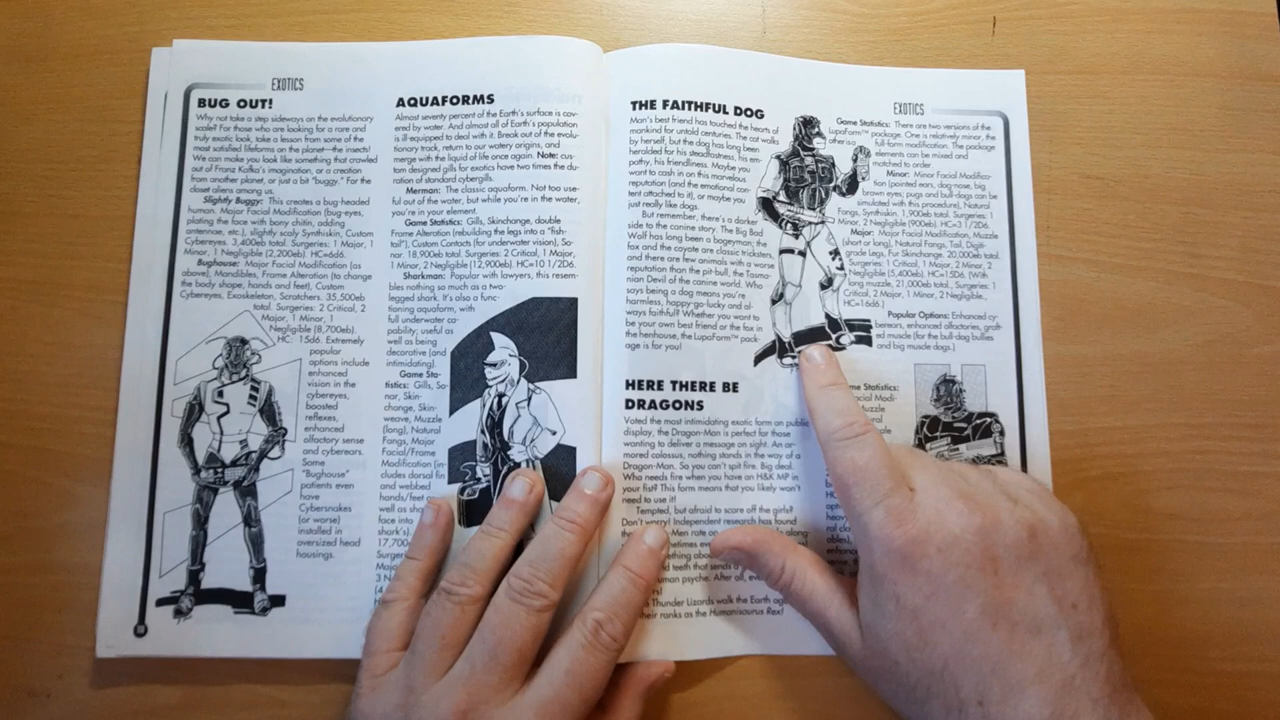 EXOTICS
BUG OUT!
Why not take a step sideways on the evolutionary
scale? For those who are looking for a rare and
truly exotic look, take a lesson from some of the
most satisfied lifeforms on the planet—the insects!
We can make you look like something that crawled
out of Franz Kafka's imagination, or a creation
from another planet, or just a bit "buggy." For the
closet aliens among us.
Slightly Buggy: This creates a bug-headed
human. Major Facial Modification (bug-eyes,
plating the face with bony chitin, adding
antennae, etc.), slightly scaly Synthiskin, Custom
Cybereyes. 3,400eb total. Surgeries: 1 Major, 1
Minor, 1 Negligible (2,200eb). HC=6d6.
Bughouse: Major Facial Modification (as
above), Mandibles, Frame Alteration (to change
the body shape, hands and feet), Custom
Cybereyes, Exoskeleton, Scratchers. 35,500eb
total. Surgeries: 2 Critical, 2
Major, 1 Minor, 1
Negligible (8,700eb).
HC: 15d6. Extremely
popular
options include
enhanced
vision in the
cybereyes,
boosted
reflexes,
enhanced
olfactory sense
and cyberears.
Some
"Bughouse"
patients even
have
Cybersnakes
(or worse)
installed in
oversized head
housings.
AQUAFORMS
Almost seventy percent of the Earth's surface is cov-
ered by water. And almost all of Earth's population
is ill-equipped to deal with it. Break out of the evolu-
tionary track, return to our watery origins, and
merge with the liquid of life once again. Note: cus-
tom designed gills for exotics have two times the du-
ration of standard cybergills.
Merman: The classic aquaform. Not too use-
ful out of the water, but while you're in the water,
you're in your element.
Game Statistics: Gills, Skinchange, double
Frame Alteration (rebuilding the legs into a "fish-
tail"), Custom Contacts (for underwater vision), So-
nar. 18,900eb total. Surgeries: 2 Critical, 1 Major,
1 Minor, 2 Negligible (12,900eb). HC=10 1/2D6.
Sharkman: Popular with lawyers, this resem-
bles nothing so much as a two-
legged shark. It's also a func-
tioning aquaform, with
full underwater ca-
pability; useful as
well as being
decorative (and
intimidating).
Game Sta-
tistics: Gills, So-
nar, Skin-
change, Skin-
weave, Muzzle
(long), Natural
Fangs, Major
Facial/Frame
Modification (in-
cludes dorsal fin
and webbed
hands/feet
well as
face into
shark's).
17,700
3 N
THE FAITHFUL DOG
Man's best friend has touched the hearts of
mankind for untold centuries. The cat walks
by herself, but the dog has long been
heralded for his steadfastness, his em-
pathy, his friendliness. Maybe you
want to cash in on this marvelous
reputation (and the emotional con-
tent attached to it), or maybe you
just really like dogs.
But remember, there's a darker
side to the canine story. The Big Bad
Wolf has long been a bogeyman; the
fox and the coyote are classic tricksters,
and there are few animals with a worse
reputation than the pit-bull, the Tasma-
nian Devil of the canine world. Who
says being a dog means you're
harmless, happy-go-lucky and al-
ways faithful? Whether you want to
be your own best friend or the fox in
the henhouse, the LupaForm™ pack-
age is for you!
HERE THERE BE
DRAGONS
Voted the most intimidating exotic form on public
display, the Dragon-Man is perfect for those
wanting to deliver a message on sight. An ar-
mored colossus, nothing stands in the way of a
Dragon-Man. So you can't spit fire. Big deal.
Who needs fire when you have an H&K MP in
your fist? This form means that you likely won't
need to use it!
Tempted, but afraid to scare off the girls?
Don't worry! Independent research has found
-Men rate
teeth that sends a
uman psyche. After all,
Thunder Lizards walk the Earth
their ranks as the Humanisaurus Rex!
EXOTICS
Game Statistics: There are two versions of the
LupaForm™ package. One is relatively minor, the
other is a full-form modification. The package
elements can be mixed and
matched to order.
Minor: Minor Facial Modifica-
tion (pointed ears, dog-nose, big
brown eyes; pugs and bull-dogs can be
simulated with this procedure), Natural
Fangs, Synthiskin. 1,900eb total. Surgeries: 1
Minor, 2 Negligible (900eb). HC=3 1/2D6.
Major: Major Facial Modification, Muzzle
(short or long), Natural Fangs, Tail, Digiti-
grade Legs, Fur Skinchange. 20,000eb total.
Surgeries: 1 Critical, 1 Major, 2 Minor, 2
Negligible (5,400eb). HC=15D6. (With
long muzzle, 21,000eb total., Surgeries: 1
Critical, 2 Major, 1 Minor, 2 Negligible.,
HC=16d6.)
Popular Options: Enhanced cy-
bereors, enhanced olfactories, graft-
ed muscle (for the bull-dog bullies
and big muscle dogs.)
Statistics: